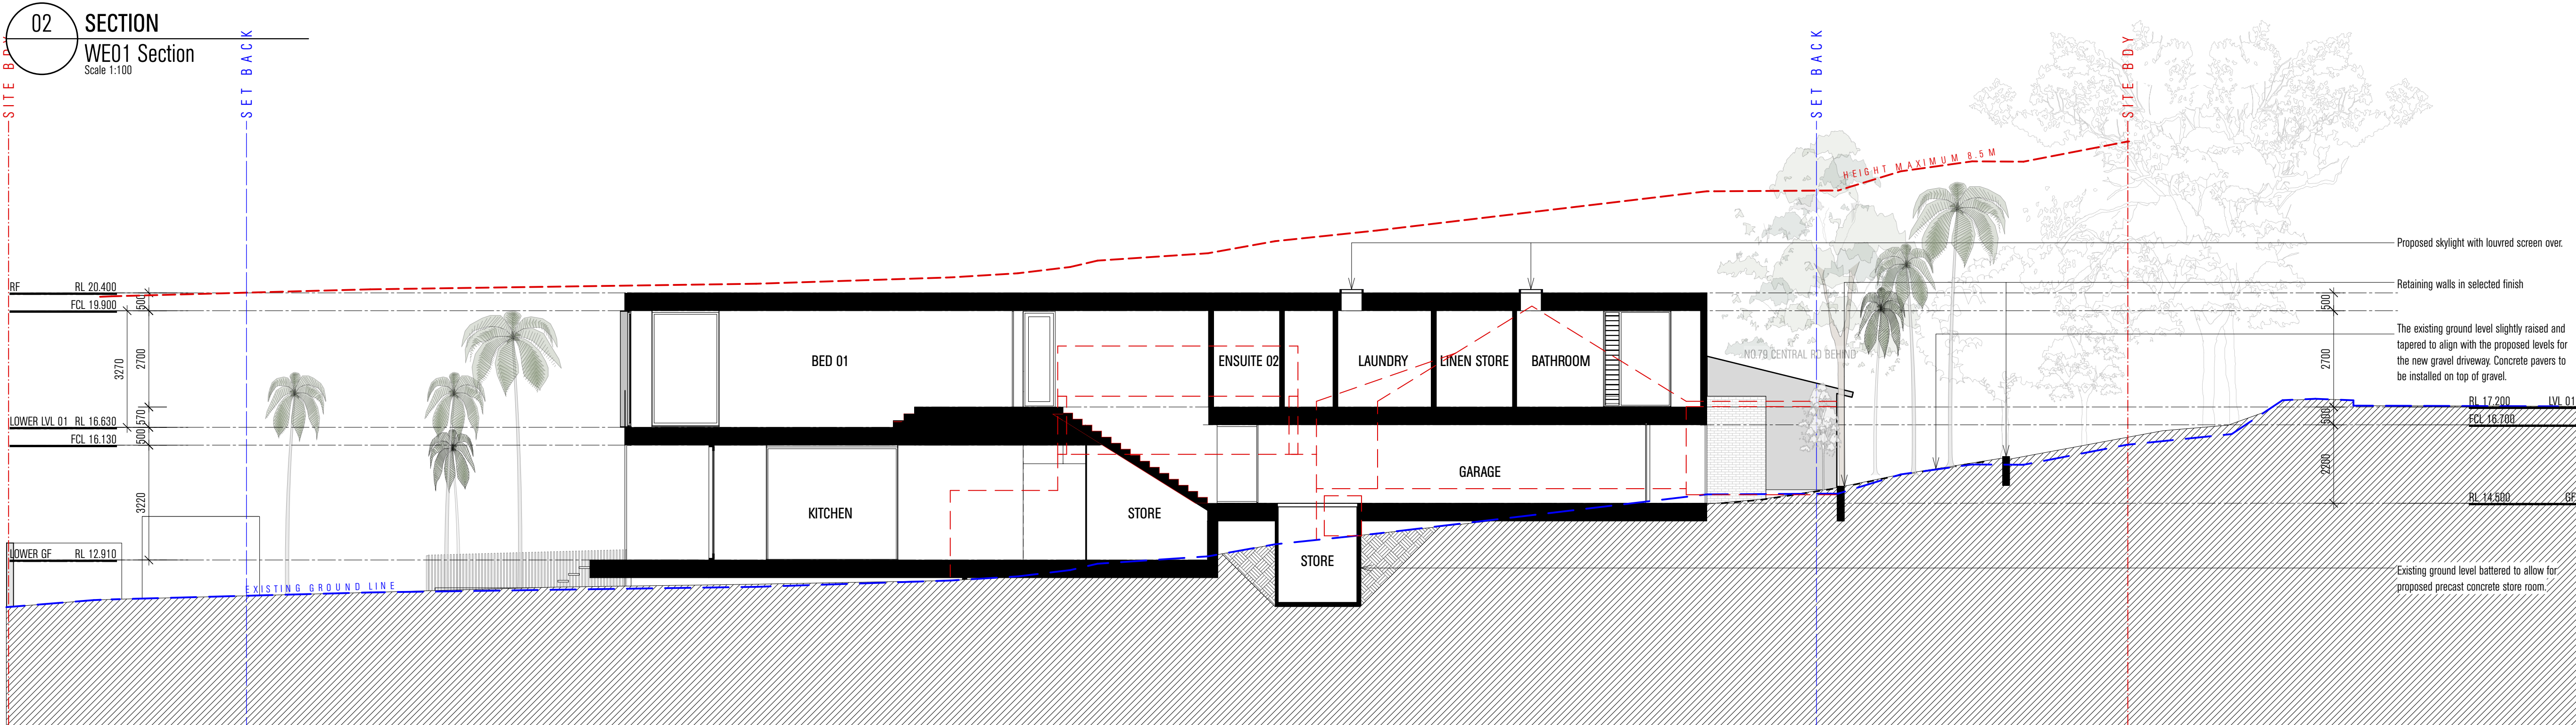 02
SECTION
WE01 Section
Scale 1:100
SITE BDY
SET BACK
SET BACK
SITE BDY
HEIGHT MAXIMUM 8.5 M
Proposed skylight with louvred screen over.
Retaining walls in selected finish
The existing ground level slightly raised and
tapered to align with the proposed levels for
the new gravel driveway. Concrete pavers to
be installed on top of gravel.
RF RL 20.400
FCL 19.900
500
2700
3270
570
LOWER LVL 01 RL 16.630
FCL 16.130
500
3220
LOWER GF RL 12.910
BED 01
ENSUITE 02
LAUNDRY
LINEN STORE
BATHROOM
NO.79 CENTRAL RD BEHIND
GARAGE
KITCHEN
STORE
STORE
500
2700
500
2200
RL 17.200 LVL 01
FCL 16.700
RL 14.500 GF
EXISTING GROUND LINE
Existing ground level battered to allow for
proposed precast concrete store room.